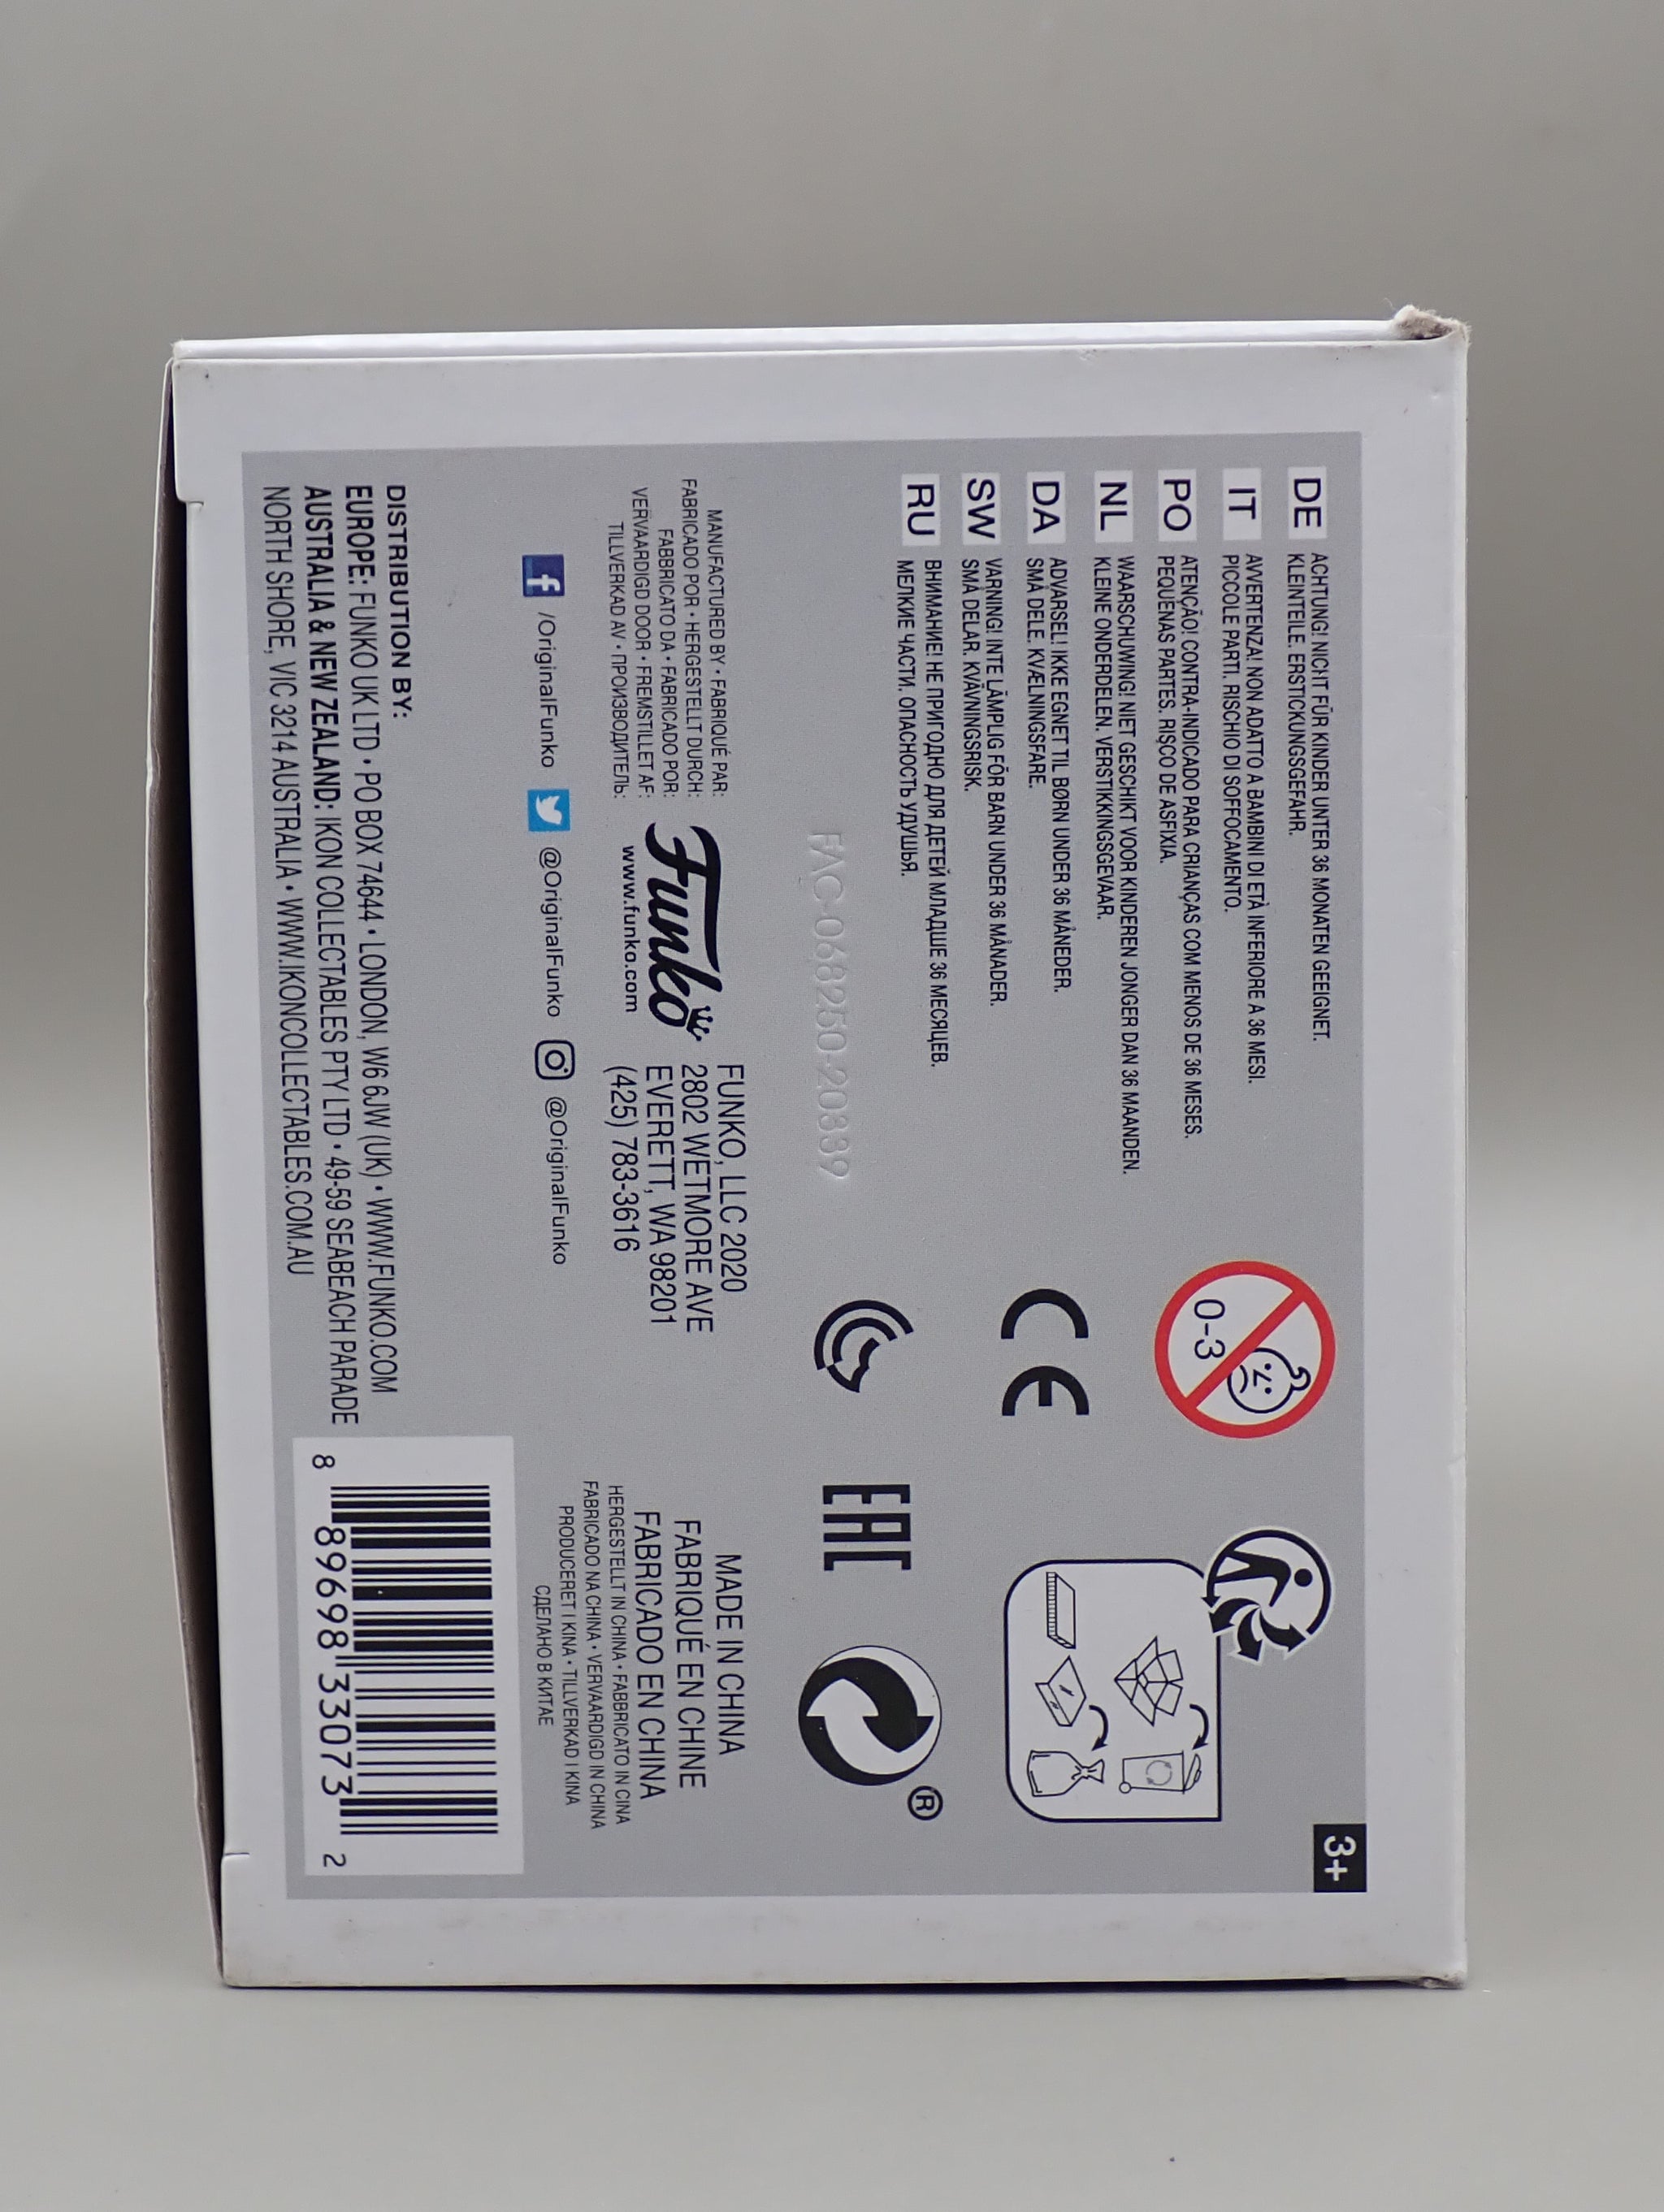 3+
DE
ACHTUNG! NICHT FÜR KINDER UNTER 36 MONATEN GEEIGNET.
KLEINTEILE. ERSTICKUNGSGEFAHR.
IT
AVVERTENZA! NON ADATTO A BAMBINI DI ETÀ INFERIORE A 36 MESI.
PICCOLE PARTI. RISCHIO DI SOFFOCAMENTO.
PO
ATENÇÃO! CONTRA-INDICADO PARA CRIANÇAS COM MENOS DE 36 MESES.
PEQUENAS PARTES. RISCO DE ASFIXIA.
NL
WAARSCHUWING! NIET GESCHIKT VOOR KINDEREN JONGER DAN 36 MAANDEN.
KLEINE ONDERDELEN. VERSTIKKINGSGEVAAR.
DA
ADVARSEL! IKKE EGNET TIL BØRN UNDER 36 MÅNEDER.
SMÅ DELE. KVÆLNINGSFARE.
SW
VARNING! INTE LÄMPLIG FÖR BARN UNDER 36 MÅNADER.
SMÅ DELAR. KVÄVNINGSRISK.
RU
ВНИМАНИЕ! НЕ ПРИГОДНО ДЛЯ ДЕТЕЙ МЛАДШЕ 36 МЕСЯЦЕВ.
МЕЛКИЕ ЧАСТИ. ОПАСНОСТЬ УДУШЬЯ.
0-3
CE
EAC
®
FAC-068250-20339
MANUFACTURED BY • FABRIQUÉ PAR:
FABRICADO POR • HERGESTELLT DURCH:
FABBRICATO DA • FABRICADO POR:
VERVAARDIGD DOOR • FREMSTILLET AF:
TILLVERKAD AV • ПРОИЗВОДИТЕЛЬ:
Funko
www.funko.com
FUNKO, LLC 2020
2802 WETMORE AVE
EVERETT, WA 98201
(425) 783-3616
MADE IN CHINA
FABRIQUÉ EN CHINE
FABRICADO EN CHINA
HERGESTELLT IN CHINA • FABBRICATO IN CINA
FABRICADO NA CHINA • VERVAARDIGD IN CHINA
PRODUCERET I KINA • TILLVERKAD I KINA
СДЕЛАНО В КИТАЕ
f /OriginalFunko @OriginalFunko @OriginalFunko
DISTRIBUTION BY:
EUROPE: FUNKO UK LTD • PO BOX 74644 • LONDON, W6 6JW (UK) • WWW.FUNKO.COM
AUSTRALIA & NEW ZEALAND: IKON COLLECTABLES PTY LTD • 49-59 SEABEACH PARADE
NORTH SHORE, VIC 3214 AUSTRALIA • WWW.IKONCOLLECTABLES.COM.AU
8 89698 33073 2